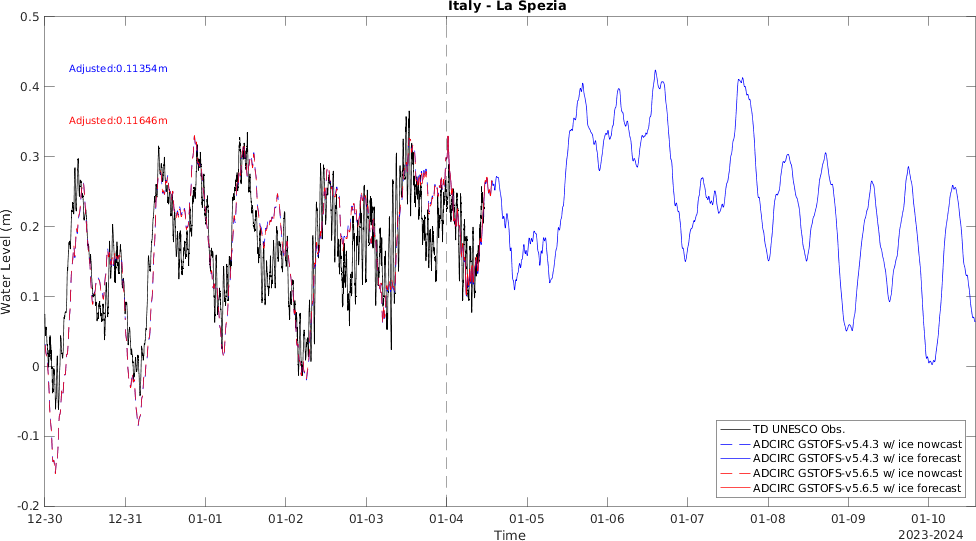 Italy - La Spezia
0.5
0.4
0.3
0.2
0.1
0
-0.1
-0.2
Water Level (m)
Adjusted:0.11354m
Adjusted:0.11646m
TD UNESCO Obs.
ADCIRC GSTOFS-v5.4.3 w/ ice nowcast
ADCIRC GSTOFS-v5.4.3 w/ ice forecast
ADCIRC GSTOFS-v5.6.5 w/ ice nowcast
ADCIRC GSTOFS-v5.6.5 w/ ice forecast
12-30 12-31 01-01 01-02 01-03 01-04 01-05 01-06 01-07 01-08 01-09 01-10
Time
2023-2024